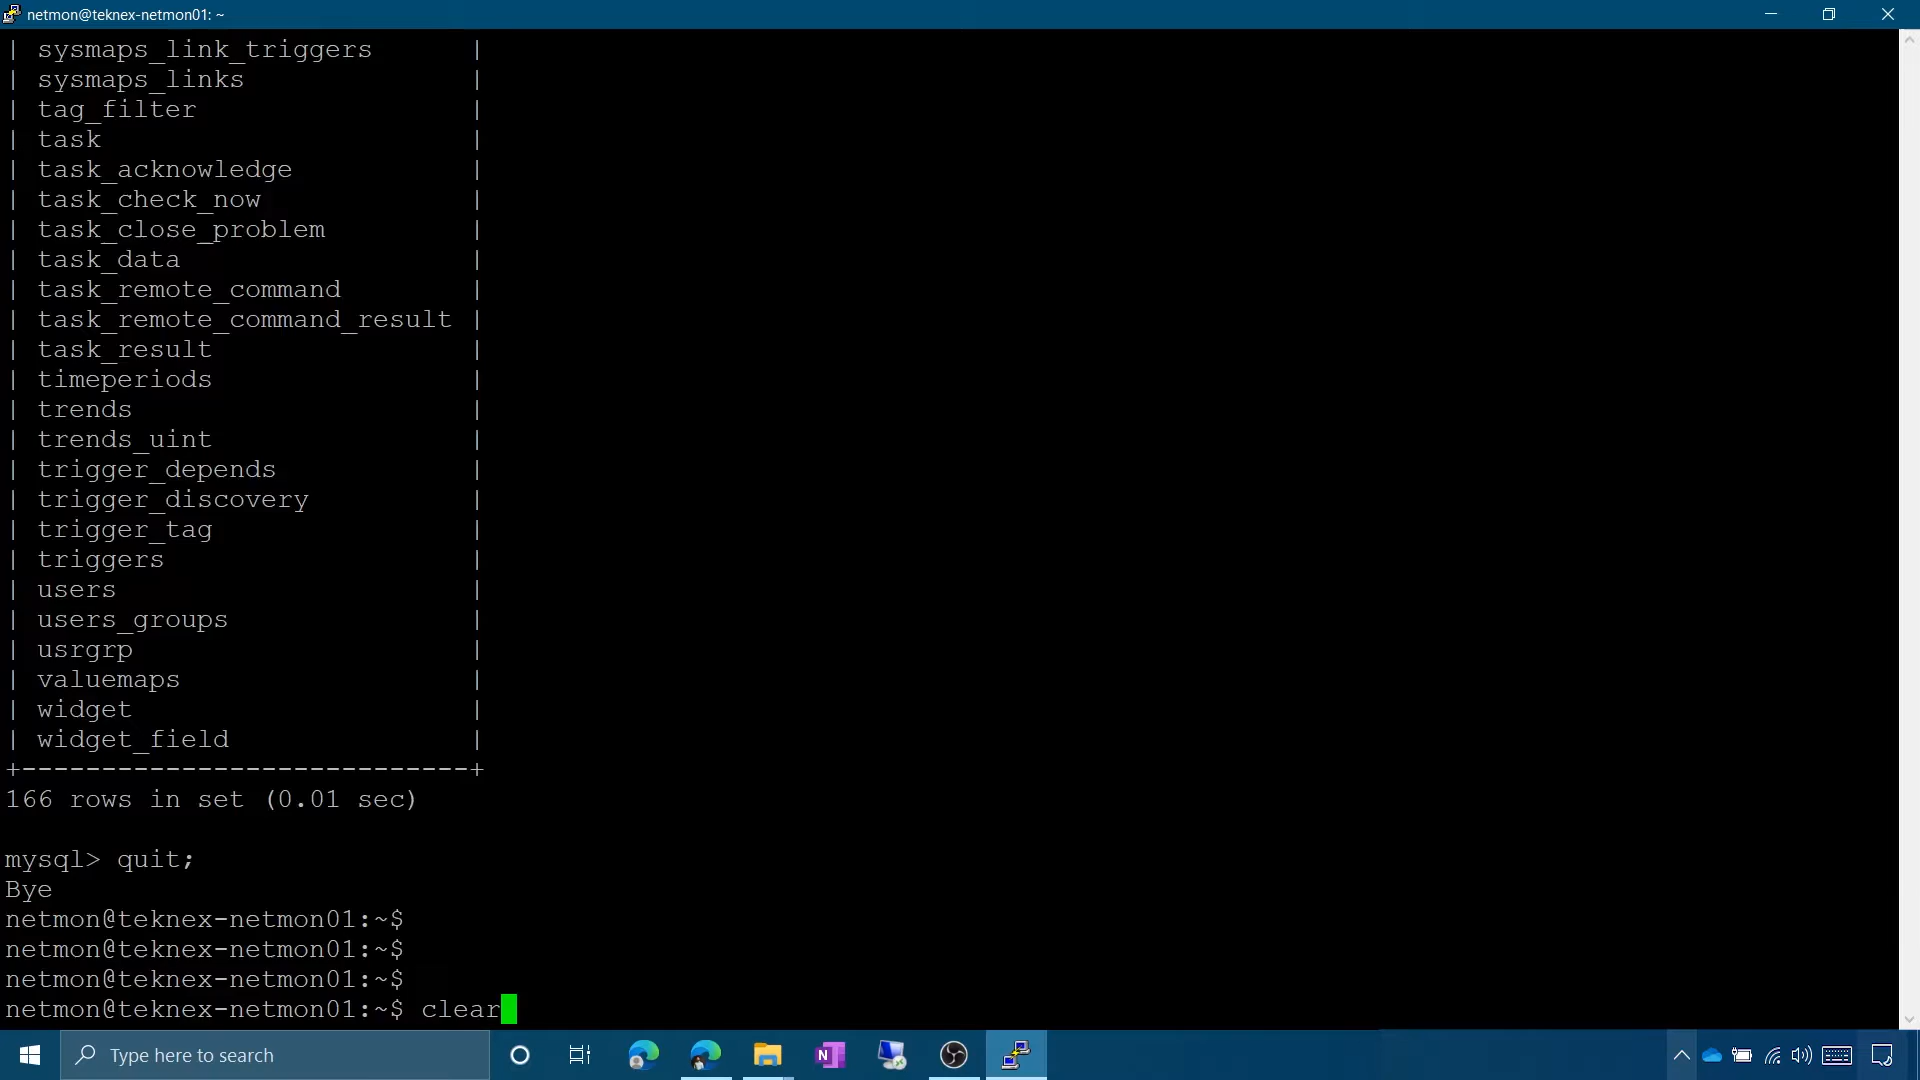 netmon@teknex-netmon01: ~
| sysmaps_link_triggers |
| sysmaps_links |
| tag_filter |
| task |
| task_acknowledge |
| task_check_now |
| task_close_problem |
| task_data |
| task_remote_command |
| task_remote_command_result |
| task_result |
| timeperiods |
| trends |
| trends_uint |
| trigger_depends |
| trigger_discovery |
| trigger_tag |
| triggers |
| users |
| users_groups |
| usrgrp |
| valuemaps |
| widget |
| widget_field |
+----------------------------+
166 rows in set (0.01 sec)
mysql> quit;
Bye
netmon@teknex-netmon01:~$
netmon@teknex-netmon01:~$
netmon@teknex-netmon01:~$
netmon@teknex-netmon01:~$ clear
Type here to search
N